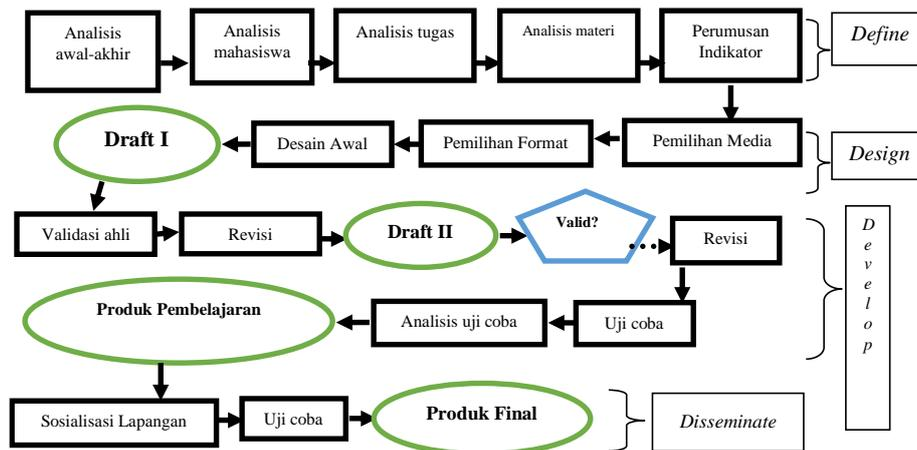 Analisis
awal-akhir
Analisis
mahasiswa
Analisis tugas
Analisis materi
Perumusan
Indikator
Define
Draft I
Desain Awal
Pemilihan Format
Pemilihan Media
Design
Validasi ahli
Revisi
Draft II
Valid?
Revisi
D
e
v
e
l
o
p
Produk Pembelajaran
Analisis uji coba
Uji coba
Sosialisasi Lapangan
Uji coba
Produk Final
Disseminate